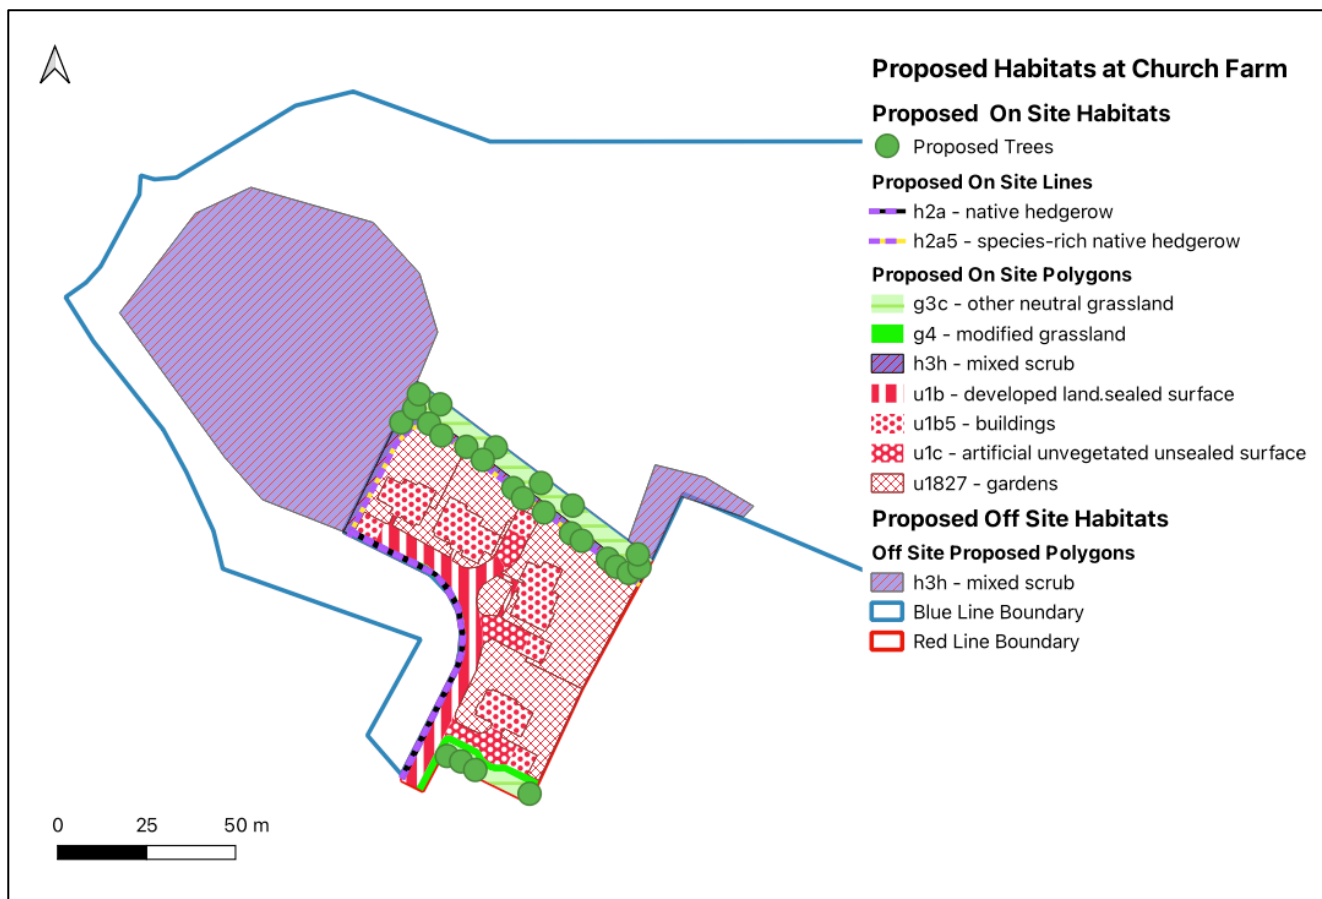 Proposed Habitats at Church Farm
Proposed On Site Habitats
Proposed Trees
Proposed On Site Lines
h2a - native hedgerow
h2a5 - species-rich native hedgerow
Proposed On Site Polygons
g3c - other neutral grassland
g4 - modified grassland
h3h - mixed scrub
u1b - developed land.sealed surface
u1b5 - buildings
u1c - artificial unvegetated unsealed surface
u1827 - gardens
Proposed Off Site Habitats
Off Site Proposed Polygons
h3h - mixed scrub
Blue Line Boundary
Red Line Boundary
0 25 50 m